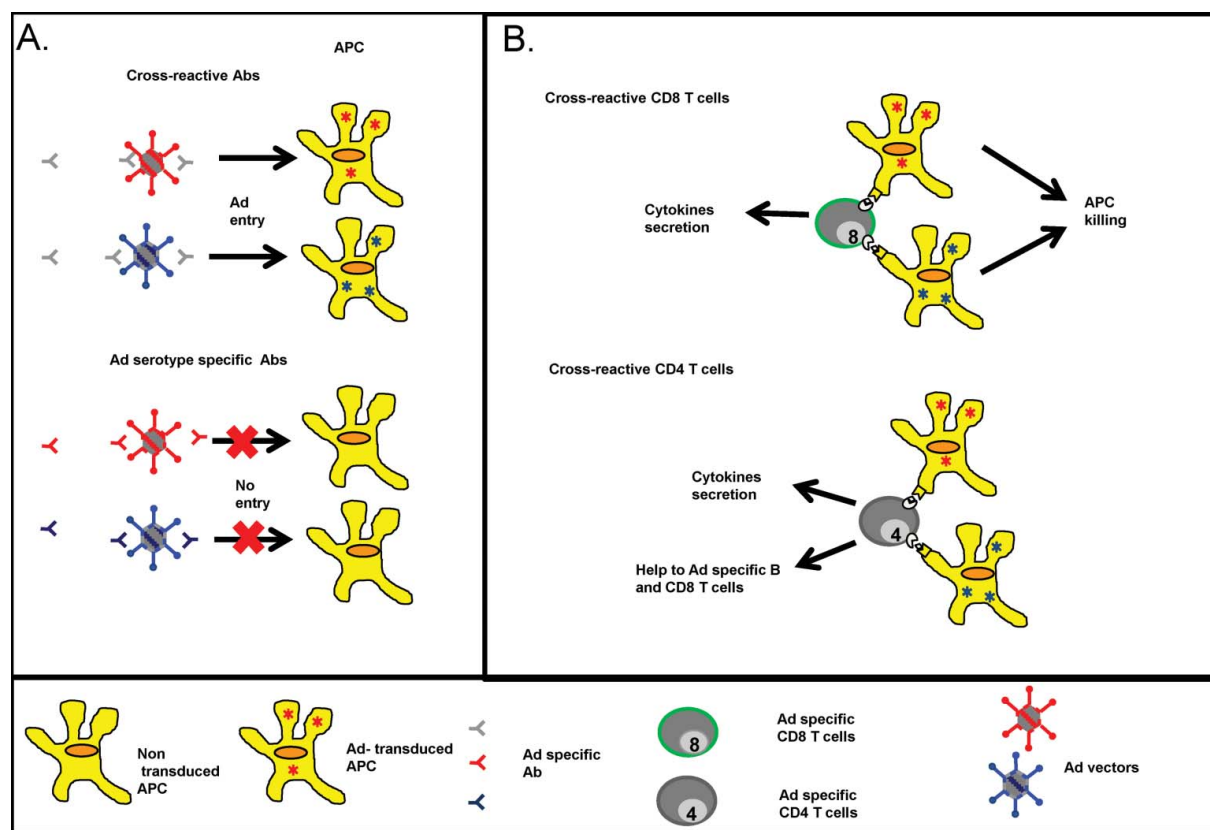 A.
APC
Cross-reactive Abs
Ad
entry
Ad serotype specific Abs
No
entry
B.
Cross-reactive CD8 T cells
Cytokines
secretion
8
APC
killing
Cross-reactive CD4 T cells
Cytokines
secretion
4
Help to Ad specific B
and CD8 T cells
Non
transduced
APC
Ad- transduced
APC
Ad specific
Ab
8
Ad specific
CD8 T cells
4
Ad specific
CD4 T cells
Ad vectors